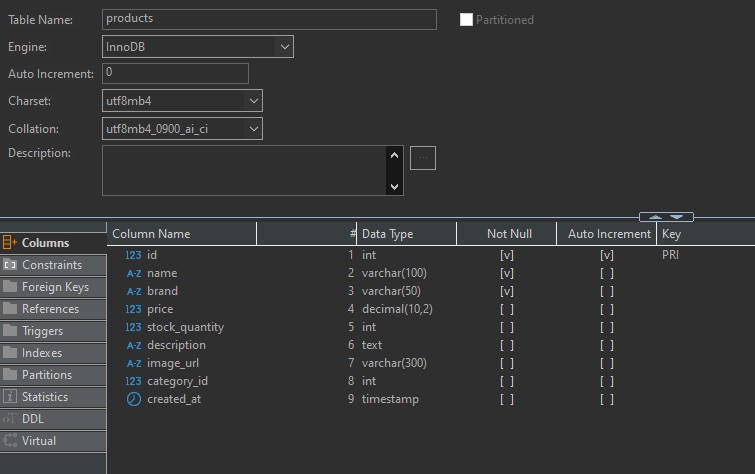 Table Name: products Partitioned
Engine: InnoDB
Auto Increment: 0
Charset: utf8mb4
Collation: utf8mb4_0900_ai_ci
Description: ...
Columns
Constraints
Foreign Keys
References
Triggers
Indexes
Partitions
Statistics
DDL
Virtual
Column Name # Data Type Not Null Auto Increment Key
123 id 1 int [v] [v] PRI
A-Z name 2 varchar(100) [v] [ ]
A-Z brand 3 varchar(50) [v] [ ]
123 price 4 decimal(10,2) [ ] [ ]
123 stock_quantity 5 int [ ] [ ]
A-Z description 6 text [ ] [ ]
A-Z image_url 7 varchar(300) [ ] [ ]
123 category_id 8 int [ ] [ ]
created_at 9 timestamp [ ] [ ]